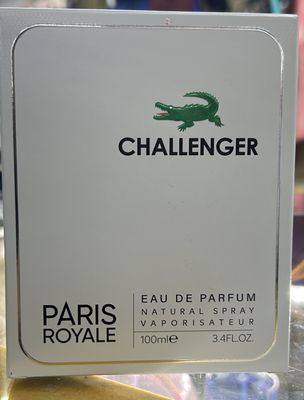 CHALLENGER
PARIS
ROYALE
EAU DE PARFUM
NATURAL SPRAY
VAPORISATEUR
100ml℮ 3.4FL.OZ.